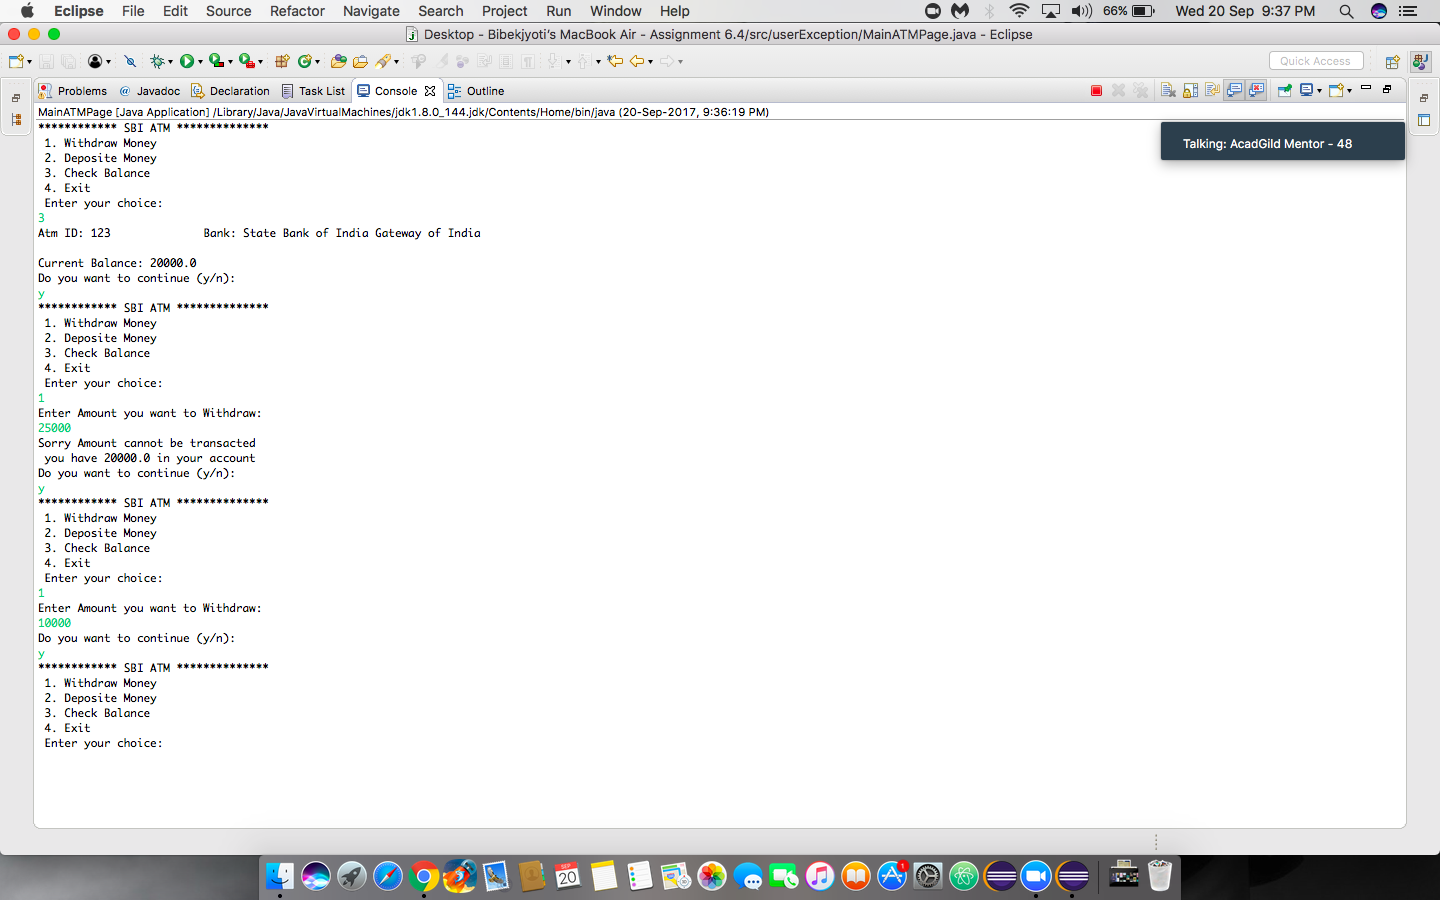 Eclipse File Edit Source Refactor Navigate Search Project Run Window Help 66% Wed 20 Sep 9:37 PM
Desktop - Bibekjyoti's MacBook Air - Assignment 6.4/src/userException/MainATMPage.java - Eclipse
Quick Access
Problems @ Javadoc Declaration Task List Console Outline
MainATMPage [Java Application] /Library/Java/JavaVirtualMachines/jdk1.8.0_144.jdk/Contents/Home/bin/java (20-Sep-2017, 9:36:19 PM)
************ SBI ATM **************
Talking: AcadGild Mentor - 48
1. Withdraw Money
2. Deposite Money
3. Check Balance
4. Exit
Enter your choice:
3
Atm ID: 123 Bank: State Bank of India Gateway of India
Current Balance: 20000.0
Do you want to continue (y/n):
y
************ SBI ATM **************
1. Withdraw Money
2. Deposite Money
3. Check Balance
4. Exit
Enter your choice:
1
Enter Amount you want to Withdraw:
25000
Sorry Amount cannot be transacted
you have 20000.0 in your account
Do you want to continue (y/n):
y
************ SBI ATM **************
1. Withdraw Money
2. Deposite Money
3. Check Balance
4. Exit
Enter your choice:
1
Enter Amount you want to Withdraw:
10000
Do you want to continue (y/n):
y
************ SBI ATM **************
1. Withdraw Money
2. Deposite Money
3. Check Balance
4. Exit
Enter your choice:
SEP
20
1